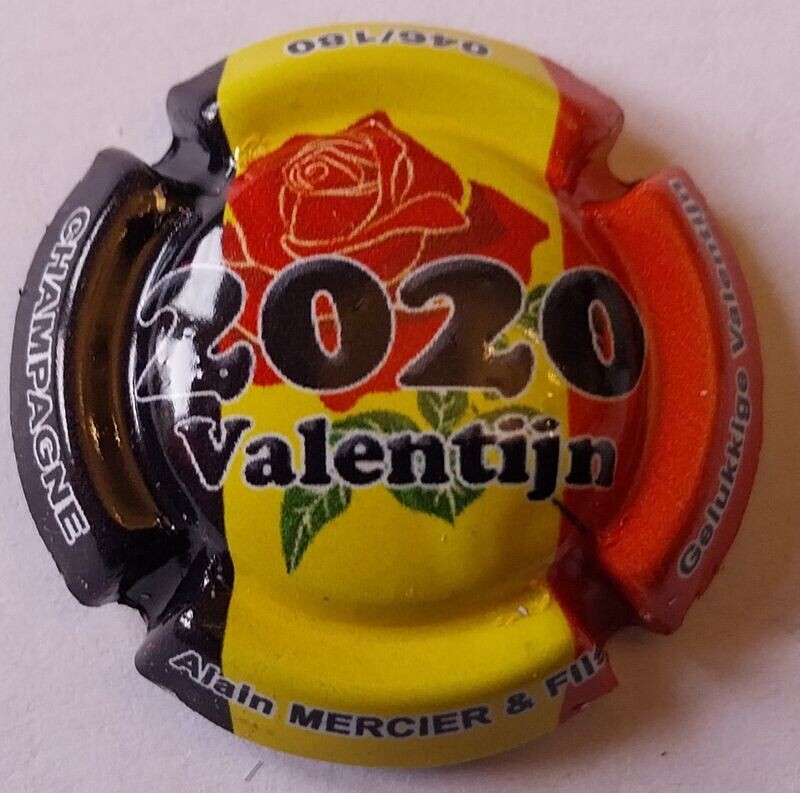 046/180
2020
Valentijn
CHAMPAGNE
Gelukkige Valentijn
Alain MERCIER & Fils